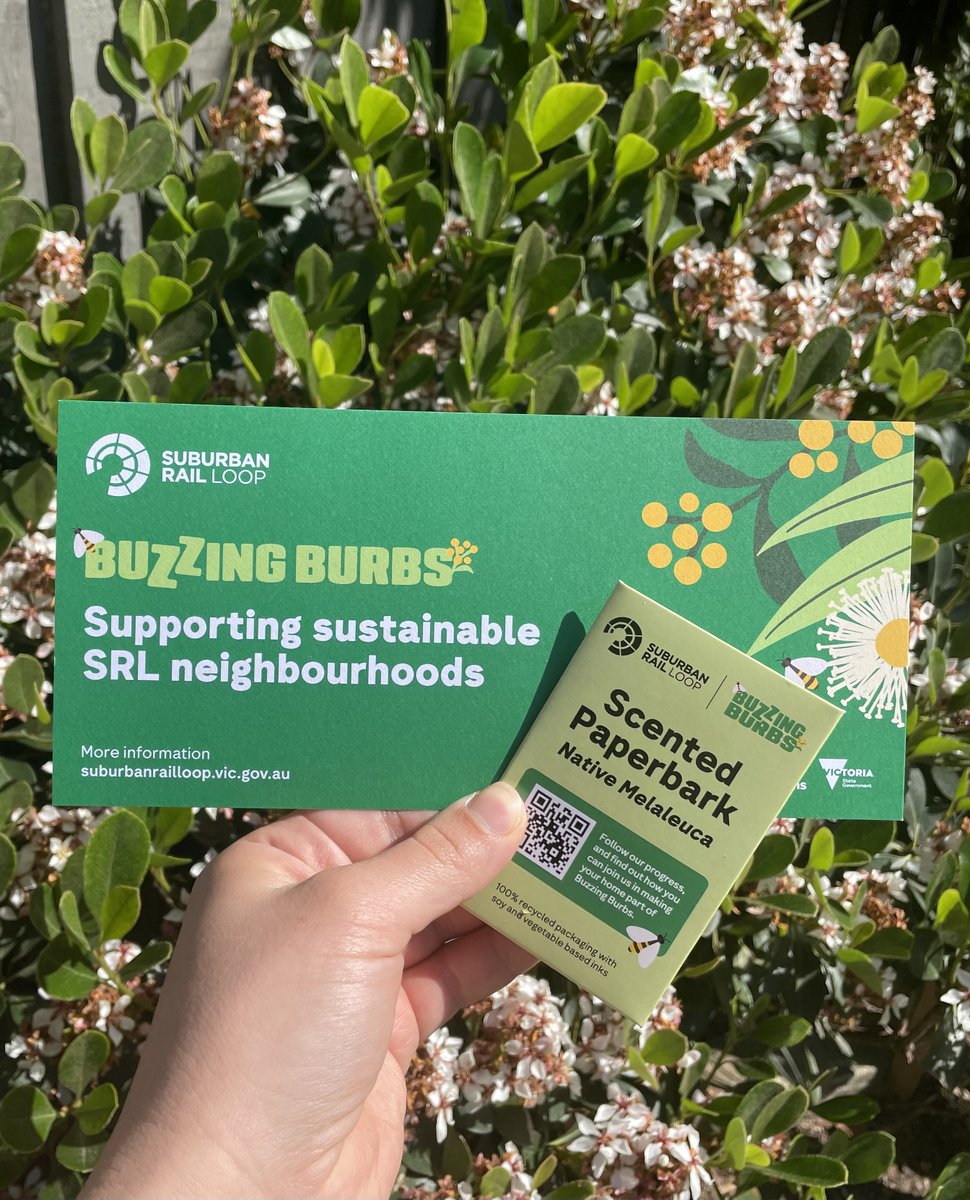 SUBURBAN
RAIL LOOP
BUZZING BURBS
Supporting sustainable
SRL neighbourhoods
More information
suburbanrailloop.vic.gov.au
VICTORIA
State
Government
SUBURBAN
RAIL LOOP
BUZZING
BURBS
Scented
Paperbark
Native Melaleuca
Follow our progress,
and find out how you
can join us in making
your home part of
Buzzing Burbs.
100% recycled packaging with
soy and vegetable based inks